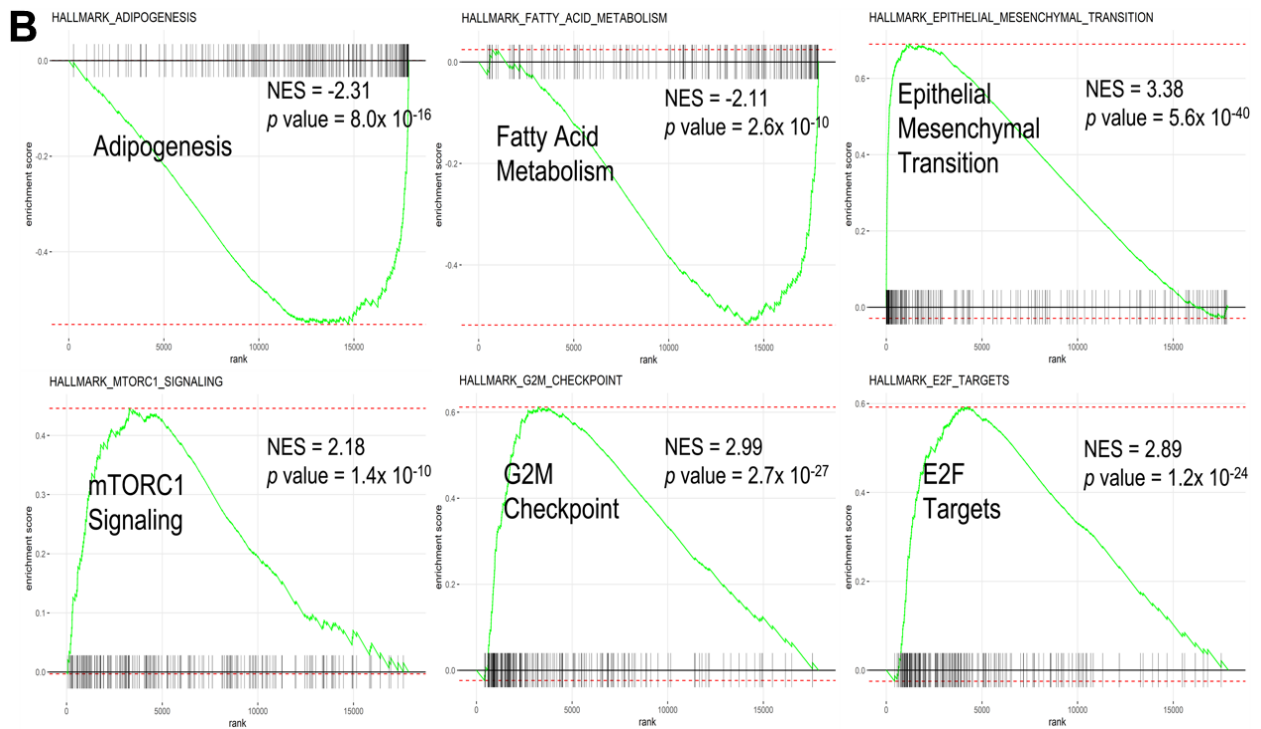 B
HALLMARK_ADIPOGENESIS
0.0
-0.2
-0.4
enrichment score
NES = -2.31
p value = 8.0x 10-16
Adipogenesis
0 5000 10000 15000
rank
HALLMARK_FATTY_ACID_METABOLISM
0.0
-0.2
-0.4
enrichment score
NES = -2.11
p value = 2.6x 10-10
Fatty Acid
Metabolism
0 5000 10000 15000
rank
HALLMARK_EPITHELIAL_MESENCHYMAL_TRANSITION
0.6
0.4
0.2
0.0
enrichment score
Epithelial
Mesenchymal
Transition
NES = 3.38
p value = 5.6x 10-40
0 5000 10000 15000
rank
HALLMARK_MTORC1_SIGNALING
0.4
0.3
0.2
0.1
0.0
enrichment score
NES = 2.18
p value = 1.4x 10-10
mTORC1
Signaling
0 5000 10000 15000
rank
HALLMARK_G2M_CHECKPOINT
0.6
0.4
0.2
0.0
enrichment score
NES = 2.99
p value = 2.7x 10-27
G2M
Checkpoint
0 5000 10000 15000
rank
HALLMARK_E2F_TARGETS
0.6
0.4
0.2
0.0
enrichment score
NES = 2.89
p value = 1.2x 10-24
E2F
Targets
0 5000 10000 15000
rank